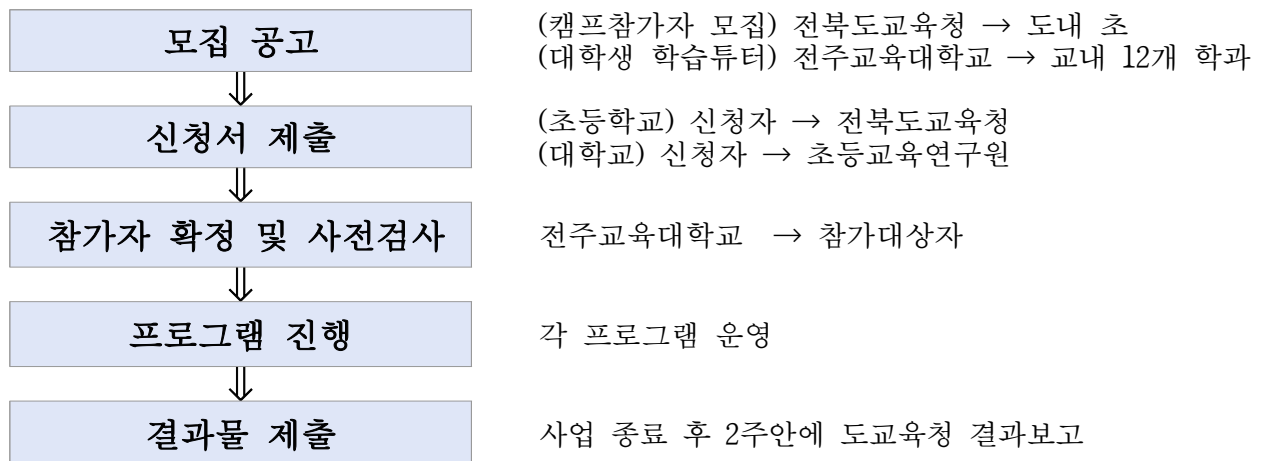 모집 공고
(캠프참가자 모집) 전북도교육청 → 도내 초
(대학생 학습튜터) 전주교육대학교 → 교내 12개 학과
⇓
신청서 제출
(초등학교) 신청자 → 전북도교육청
(대학교) 신청자 → 초등교육연구원
⇓
참가자 확정 및 사전검사
전주교육대학교 → 참가대상자
⇓
프로그램 진행
각 프로그램 운영
⇓
결과물 제출
사업 종료 후 2주안에 도교육청 결과보고